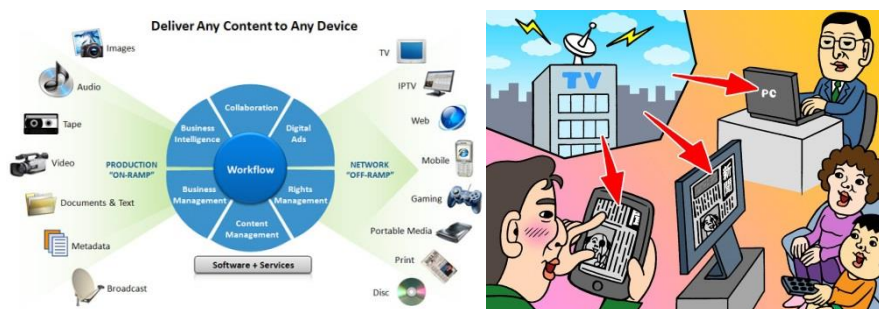 Deliver Any Content to Any Device
Images
Audio
Tape
Video
Documents & Text
Metadata
Broadcast
PRODUCTION
"ON-RAMP"
Collaboration
Business
Intelligence
Digital
Ads
Workflow
Business
Management
Rights
Management
Content
Management
Software + Services
NETWORK
"OFF-RAMP"
TV
IPTV
Web
Mobile
Gaming
Portable Media
Print
Disc
TV
PC